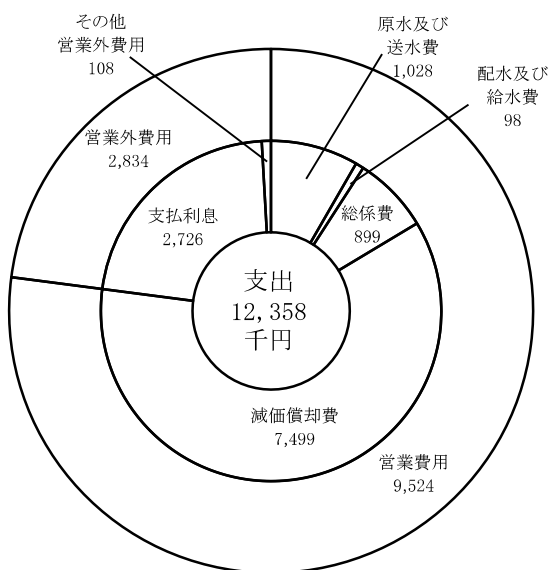 その他
営業外費用
108
原水及び
送水費
1,028
配水及び
給水費
98
営業外費用
2,834
支払利息
2,726
総係費
899
支出
12,358
千円
減価償却費
7,499
営業費用
9,524